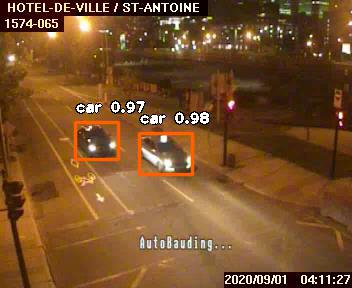 HOTEL-DE-VILLE / ST-ANTOINE
1574-065
car 0.97
car 0.98
AutoBauding...
2020/09/01 04:11:27